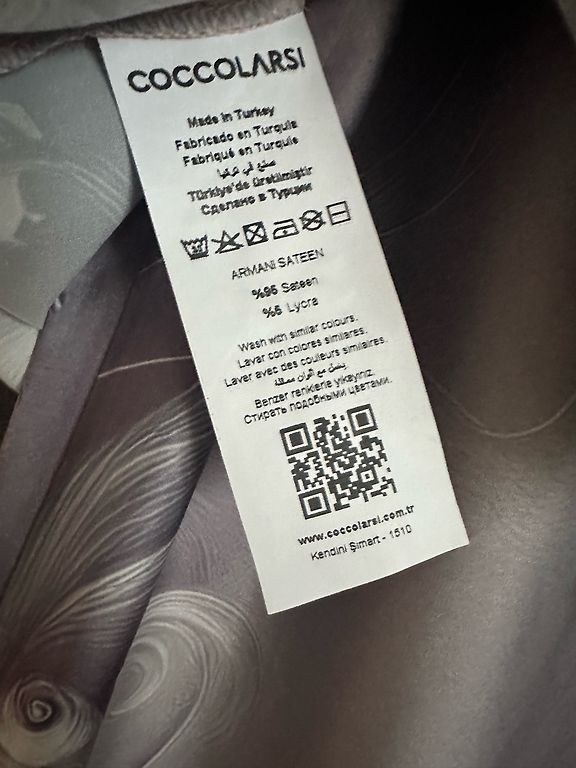 COCCOLARSI
Made in Turkey
Fabricado en Turquia
Fabriqué en Turquie
صنع في تركيا
Türkiye'de üretilmiştir
Сделано в Турции
ARMANI SATEEN
%95 Sateen
%5 Lycra
Wash with similar colours.
Lavar con colores similares.
Laver avec des couleurs similaires.
يغسل مع الوان مماثلة
Benzer renklerle yıkayınız.
Стирать подобными цветами.
www.coccolarsi.com.tr
Kendini Şımart - 1510